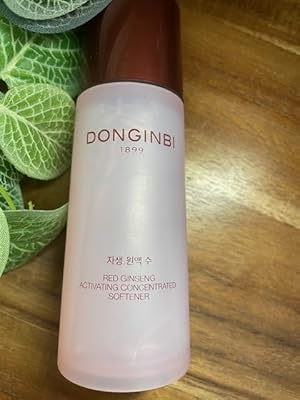 DONGINBI
1899
자생 원액 수
RED GINSENG
ACTIVATING CONCENTRATED
SOFTENER